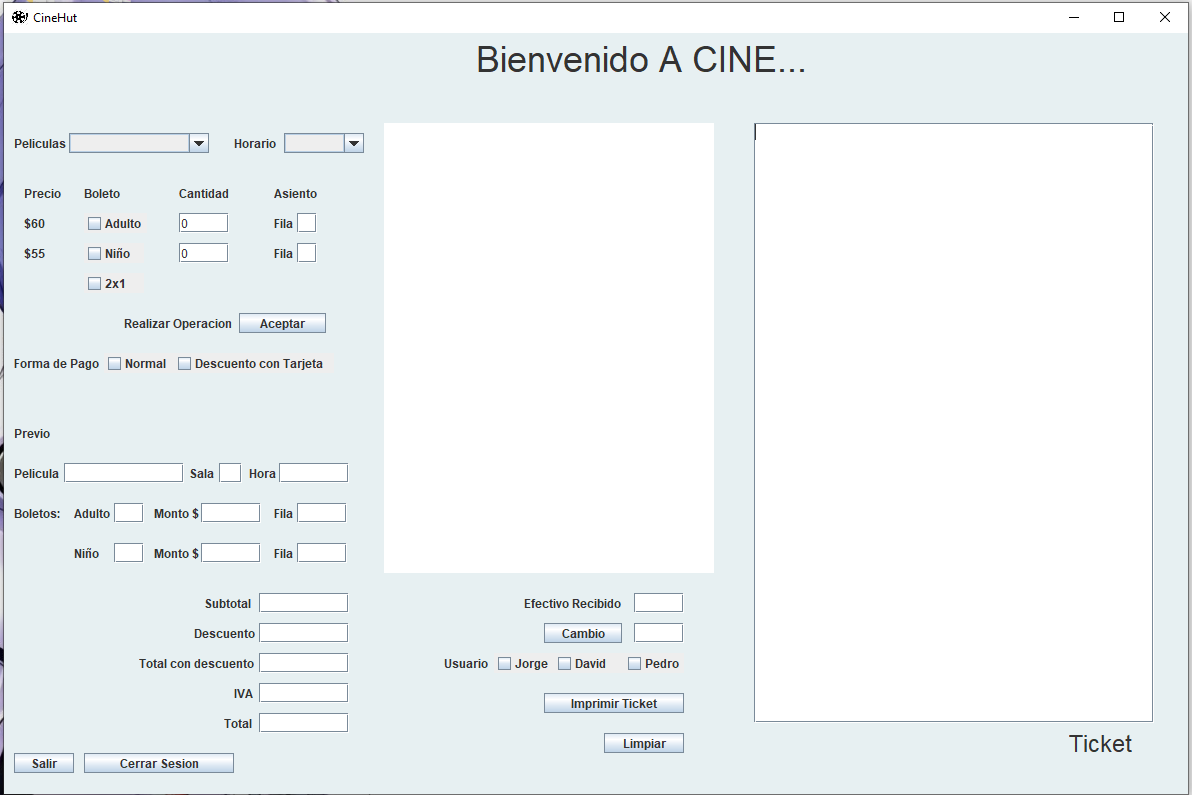 CineHut
Bienvenido A CINE...
Peliculas Horario
Precio Boleto Cantidad Asiento
$60 Adulto 0 Fila
$55 Niño 0 Fila
2x1
Realizar Operacion Aceptar
Forma de Pago Normal Descuento con Tarjeta
Previo
Pelicula Sala Hora
Boletos: Adulto Monto $ Fila
Niño Monto $ Fila
Subtotal
Descuento
Total con descuento
IVA
Total
Salir Cerrar Sesion
Efectivo Recibido
Cambio
Usuario Jorge David Pedro
Imprimir Ticket
Limpiar
Ticket